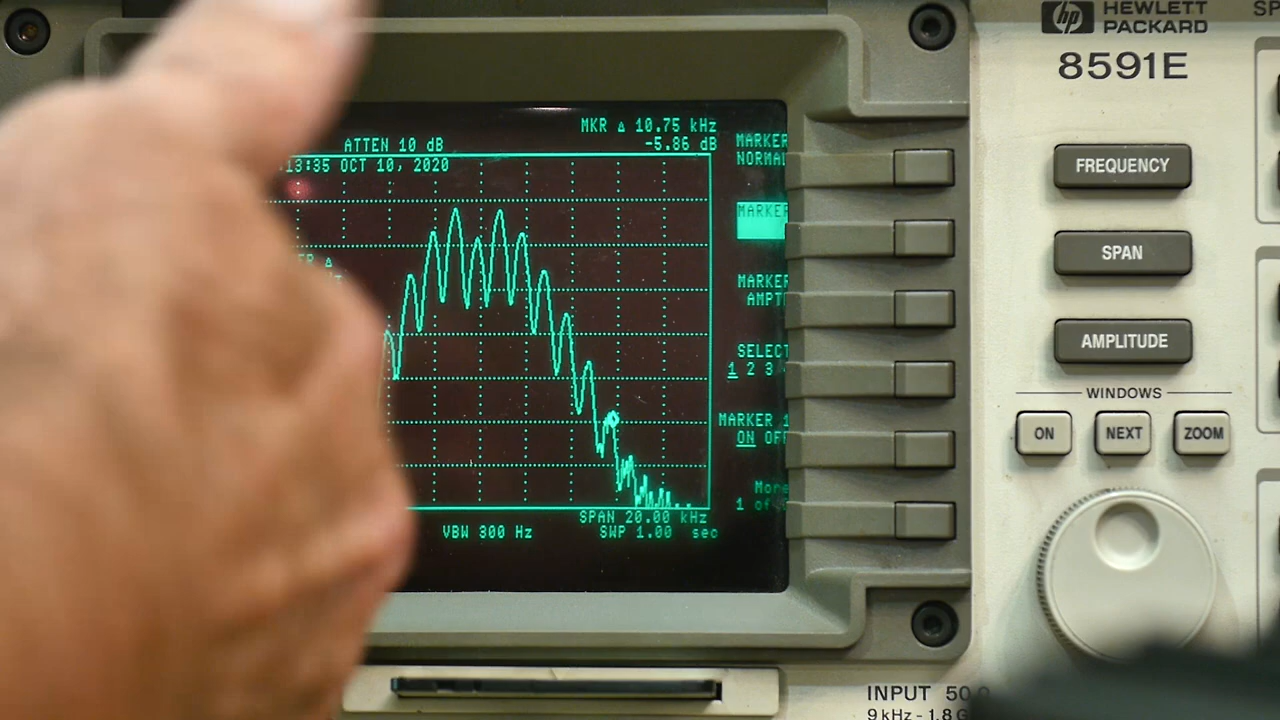 hp HEWLETT
PACKARD
SP
8591E
MKR Δ 10.75 kHz
ATTEN 10 dB
-5.86 dB
13:35 OCT 10, 2020
MARKER
NORMAL
MARKER
Δ
MARKER
AMPT
SELECT
1 2 3
MARKER 1
ON OFF
More
1 of
VBW 300 Hz
SPAN 20.00 kHz
SWP 1.00 sec
FREQUENCY
SPAN
AMPLITUDE
WINDOWS
ON
NEXT
ZOOM
INPUT 50
9 kHz - 1.8 G